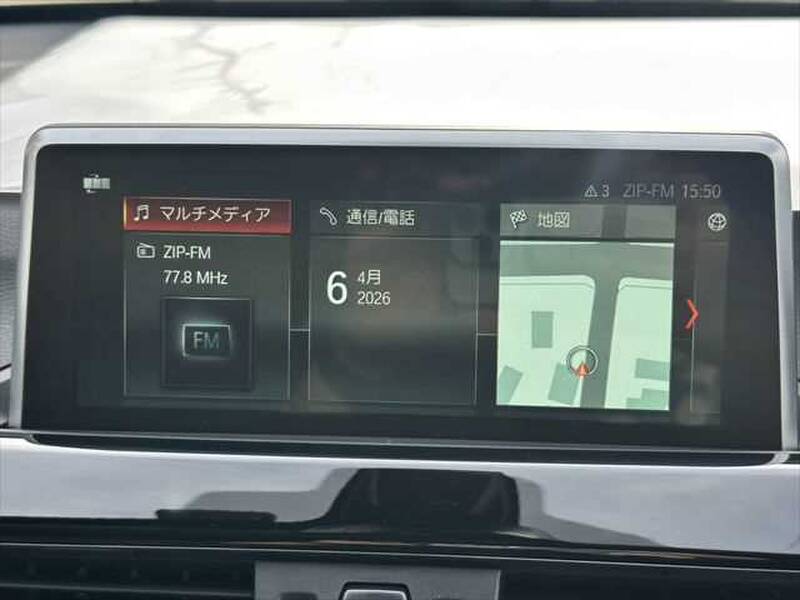 3 ZIP-FM 15:50
マルチメディア
ZIP-FM
77.8 MHz
FM
通信/電話
6
4月
2026
地図